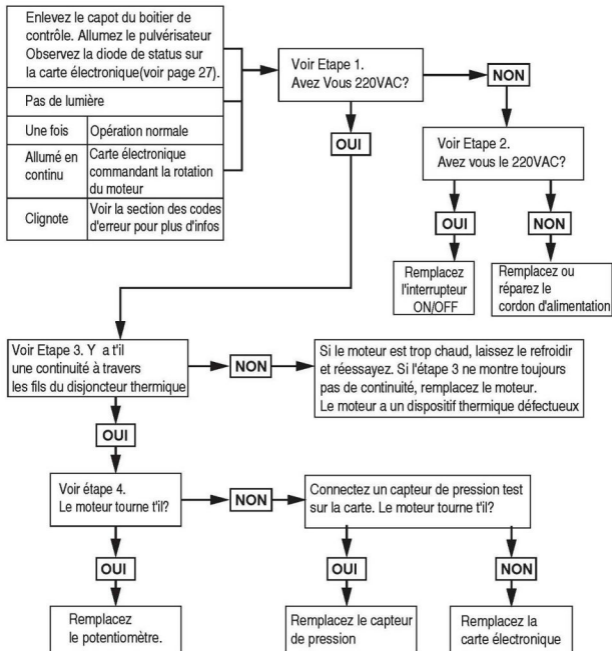 Enlevez le capot du boitier de
contrôle. Allumez le pulvérisateur
Observez la diode de status sur
la carte électronique(voir page 27).
Pas de lumière
Une fois
Opération normale
Allumé en
continu
Carte électronique
commandant la rotation
du moteur
Clignote
Voir la section des codes
d'erreur pour plus d'infos
Voir Etape 1.
Avez Vous 220VAC?
NON
OUI
Voir Etape 2.
Avez vous le 220VAC?
OUI
NON
Remplacez
l'interrupteur
ON/OFF
Remplacez ou
réparez le
cordon d'alimentation
Voir Etape 3. Y a t'il
une continuité à travers
les fils du disjoncteur thermique
NON
Si le moteur est trop chaud, laissez le refroidir
et réessayez. Si l'étape 3 ne montre toujours
pas de continuité, remplacez le moteur.
Le moteur a un dispositif thermique défectueux
OUI
Voir étape 4.
Le moteur tourne t'il?
NON
Connectez un capteur de pression test
sur la carte. Le moteur tourne t'il?
OUI
OUI
NON
Remplacez
le potentiomètre.
Remplacez le capteur
de pression
Remplacez la
carte électronique